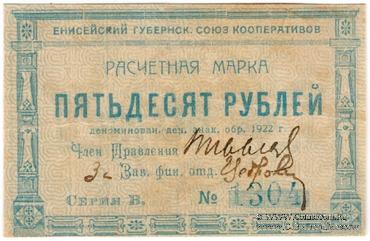 ЕНИСЕЙСКИЙ ГУБЕРНСК. СОЮЗ КООПЕРАТИВОВ
РАСЧЕТНАЯ МАРКА
ПЯТЬДЕСЯТ РУБЛЕЙ
деноминован. ден. знак. обр. 1922 г.
Член Правления
За Зав. фин. отд.
Серия В. № 1304